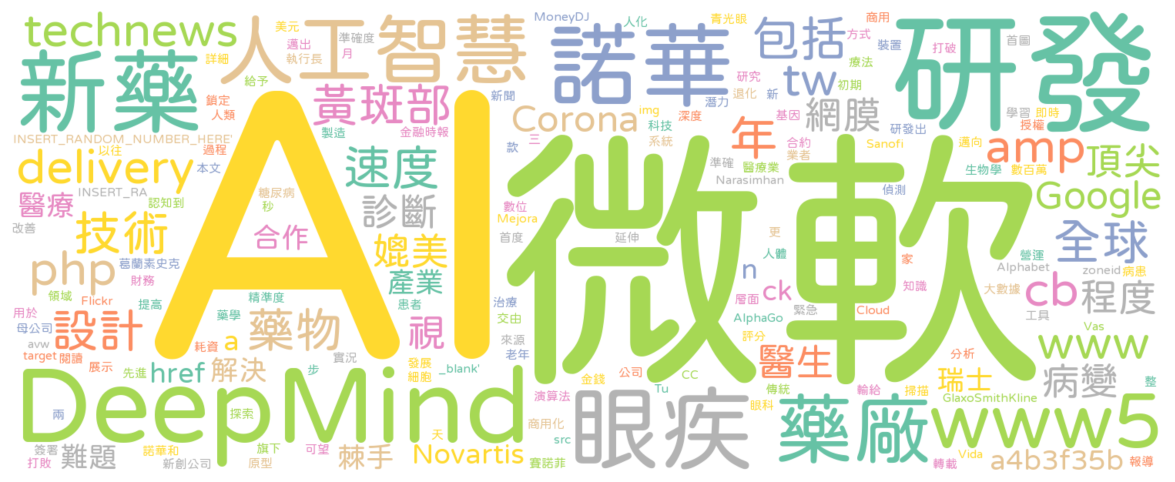 technews
新藥
人工智慧
美元
邁出
執行長
準確度
月
詳細
給予
MoneyDJ
人化
青光眼
方式
商用
首圖
諾華
包括
裝置
打破
療法
研發
tw
新
初期
鎖定
人類
黃斑部
新聞
Corona
img
研究
退化
潛力
科技
深度
系統
基因
網膜
學習
即時
授權
研發出
邁向
INSERT_RANDOM_NUMBER_HERE'
過程
製造
金融時報
三
款
年
合約
業者
Sanofi
amp
頂尖
delivery
以往
本文
INSERT_RA
認知到
速度
準確
醫療業
Narasimhan
偵測
生物學
數百萬
Google
AI
微軟
醫療
糖尿病
秒
診斷
數位
Mejora
改善
技術
合作
首度
延伸
更
人體
家
全球
營運
php
葛蘭素史克
財務
媲美
產業
n
層面
ck
緊急
知識
Alphabet
zoneid
病患
大數據
cb
程度
工具
領域
Flickr
提高
精準度
患者
治療
AlphaGo
Cloud
用於
母公司
設計
a
藥學
藥物
視
交由
來源
評分
Vas
avw
target
閱讀
展示
耗資
實況
老年
醫生
分析
www
先進
href
解決
步
發展
細胞
_blank'
金錢
公司
CC
Tu
傳統
輸給
掃描
瑞士
病變
整
DeepMind
演算法
眼疾
眼科
藥廠
GlaxoSmithKline
www5
兩
探索
天
商用化
簽署
打敗
難題
諾華和
新創公司
旗下
原型
可望
棘手
Novartis
src
賽諾菲
轉載
Vida
a4b3f35b
報導